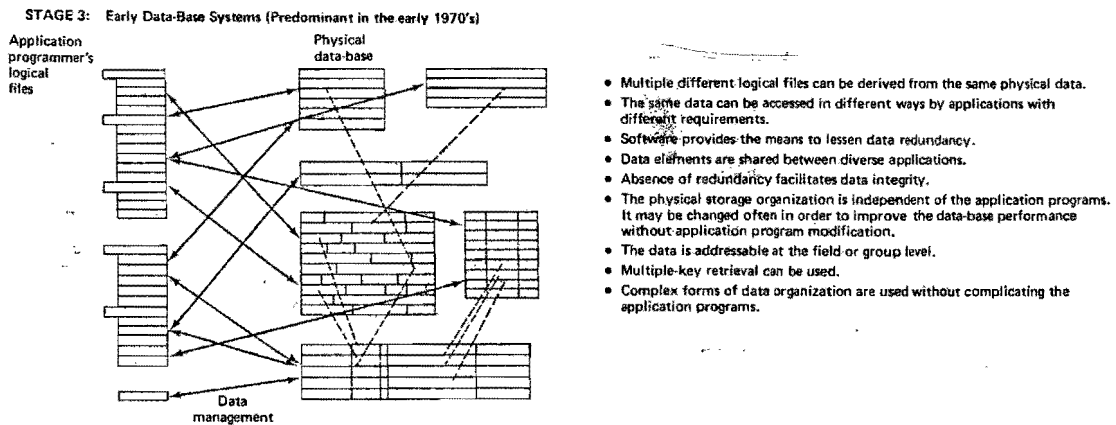 STAGE 3: Early Data-Base Systems (Predominant in the early 1970's)
Application
programmer's
logical
files
Physical
data-base
Data
management
• Multiple different logical files can be derived from the same physical data.
• The same data can be accessed in different ways by applications with
different requirements.
• Software provides the means to lessen data redundancy.
• Data elements are shared between diverse applications.
• Absence of redundancy facilitates data integrity.
• The physical storage organization is independent of the application programs.
It may be changed often in order to improve the data-base performance
without application program modification.
• The data is addressable at the field or group level.
• Multiple-key retrieval can be used.
• Complex forms of data organization are used without complicating the
application programs.